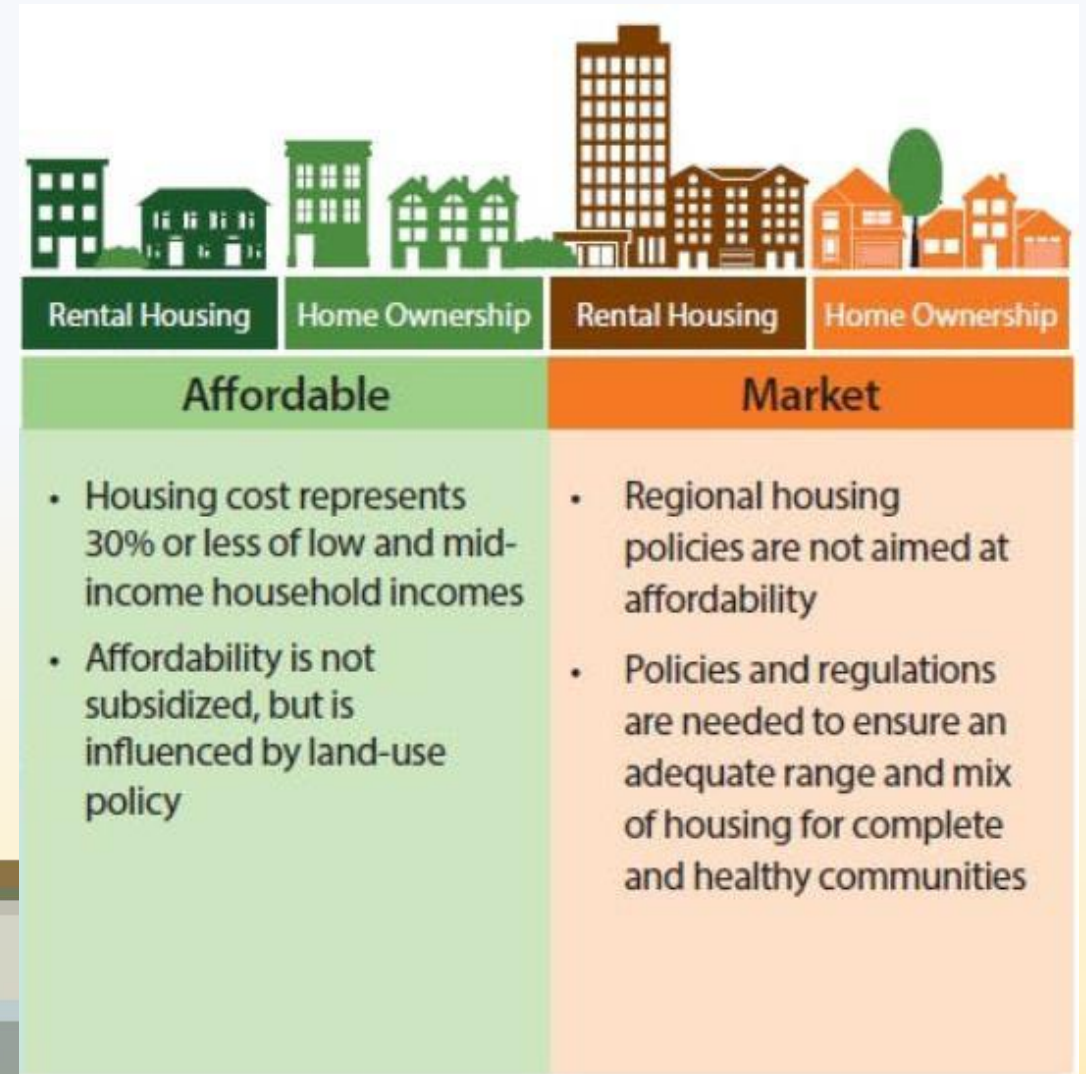 Rental Housing
Home Ownership
Rental Housing
Home Ownership
Affordable
Market
• Housing cost represents
30% or less of low and mid-
income household incomes
• Affordability is not
subsidized, but is
influenced by land-use
policy
• Regional housing
policies are not aimed at
affordability
• Policies and regulations
are needed to ensure an
adequate range and mix
of housing for complete
and healthy communities